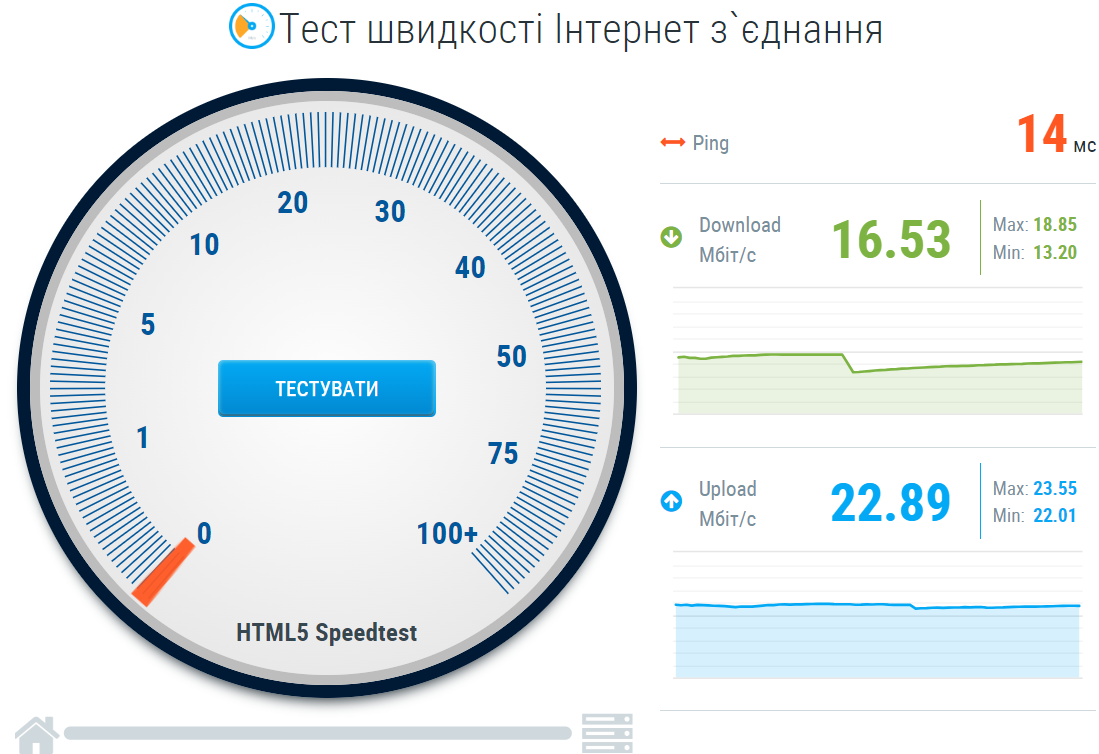 Тест швидкості Інтернет з`єднання
0
1
5
10
20
30
40
50
75
100+
ТЕСТУВАТИ
HTML5 Speedtest
Ping
14 мс
Download
Мбіт/с
16.53
Max: 18.85
Min: 13.20
Upload
Мбіт/с
22.89
Max: 23.55
Min: 22.01